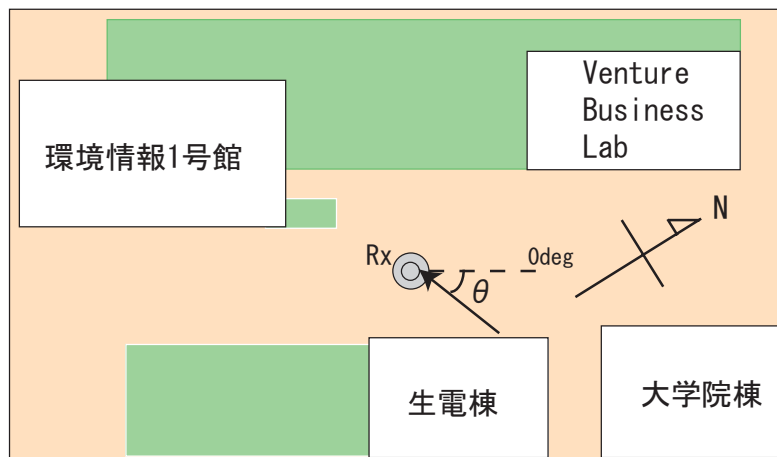 Venture
Business
Lab
環境情報1号館
N
Rx
0deg
θ
生電棟
大学院棟